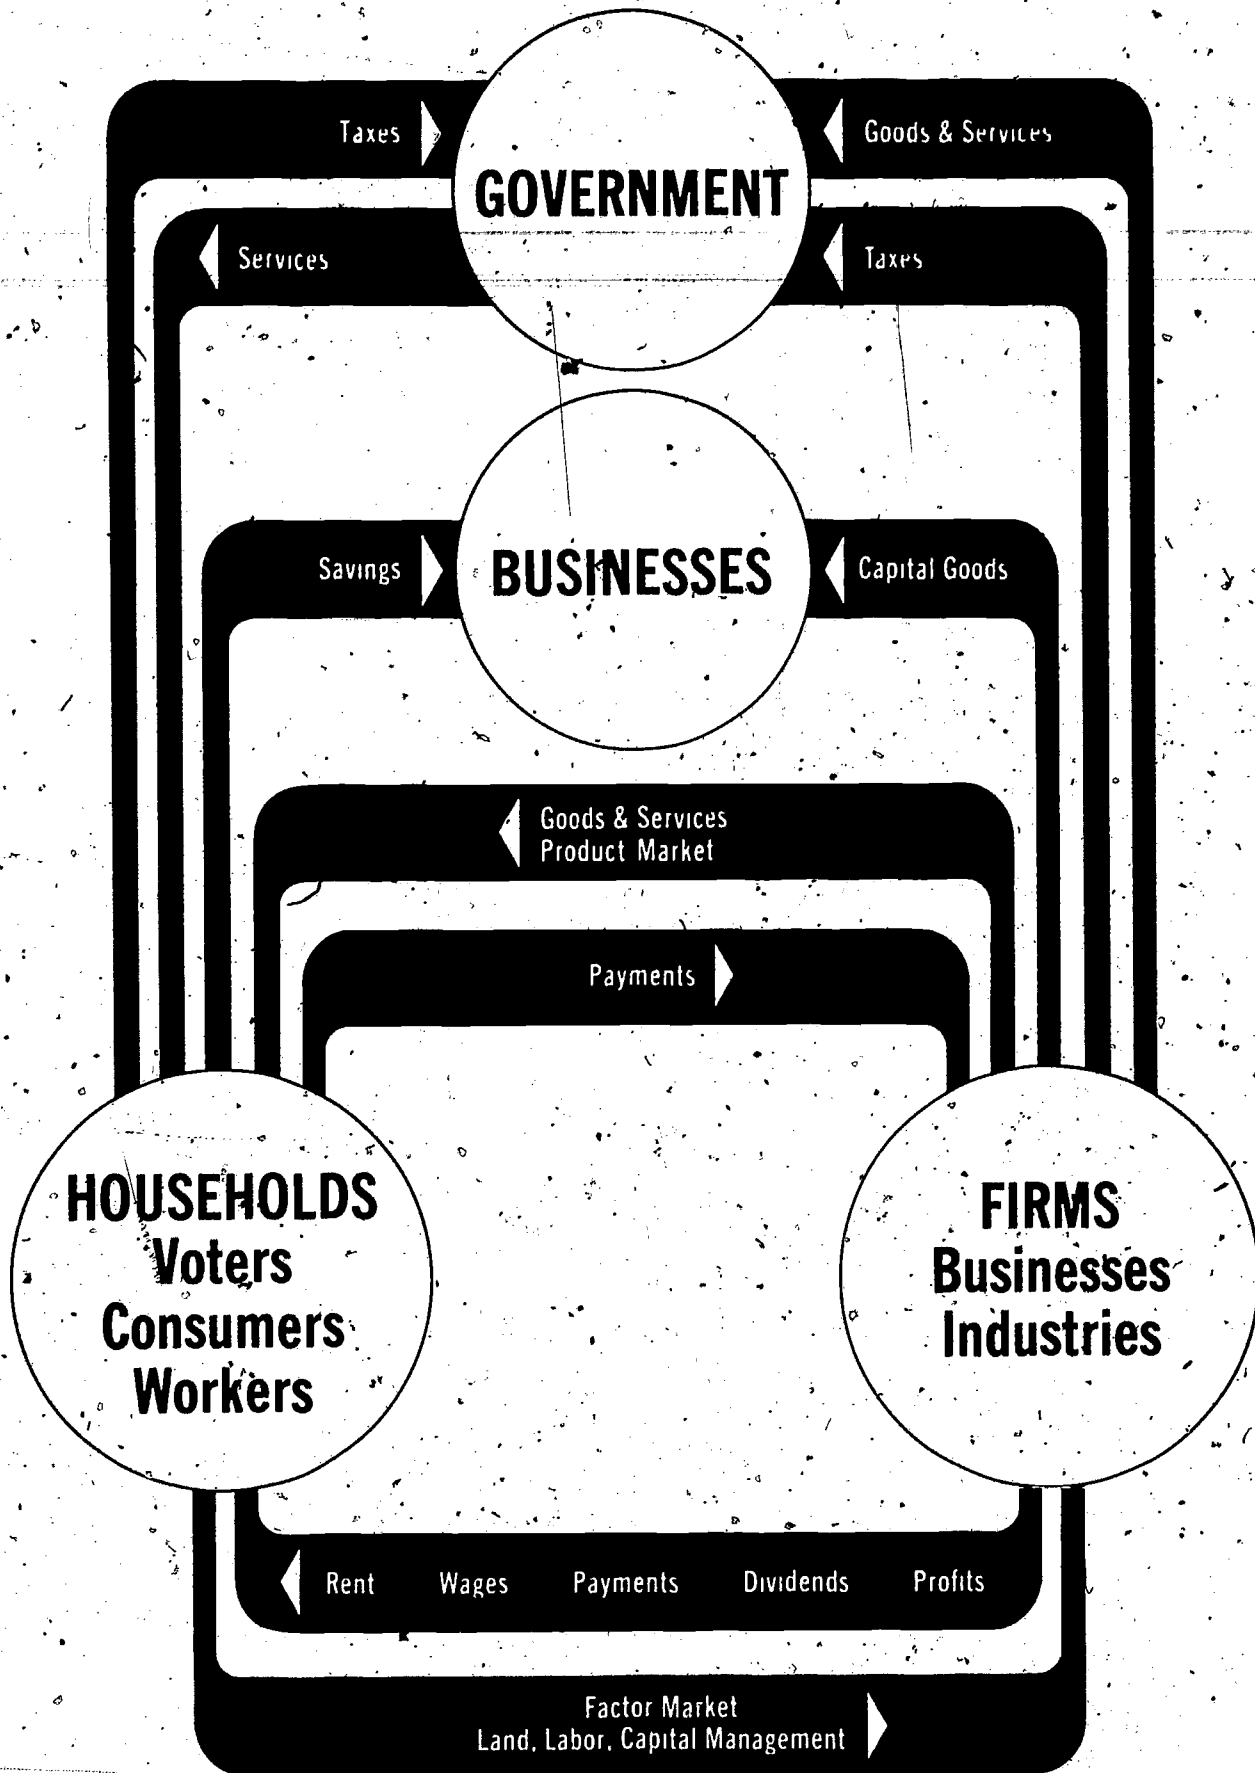 Taxes
Goods & Services
GOVERNMENT
Services
Taxes
Savings
BUSINESSES
Capital Goods
Goods & Services
Product Market
Payments
HOUSEHOLDS
Voters
Consumers
Workers
FIRMS
Businesses
Industries
Rent Wages Payments Dividends Profits
Factor Market
Land, Labor, Capital Management